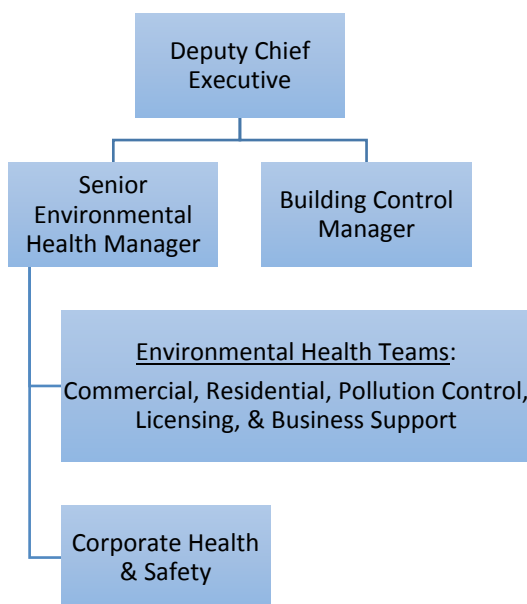 Deputy Chief
Executive
Senior
Environmental
Health Manager
Building Control
Manager
Environmental Health Teams:
Commercial, Residential, Pollution Control,
Licensing, & Business Support
Corporate Health
& Safety